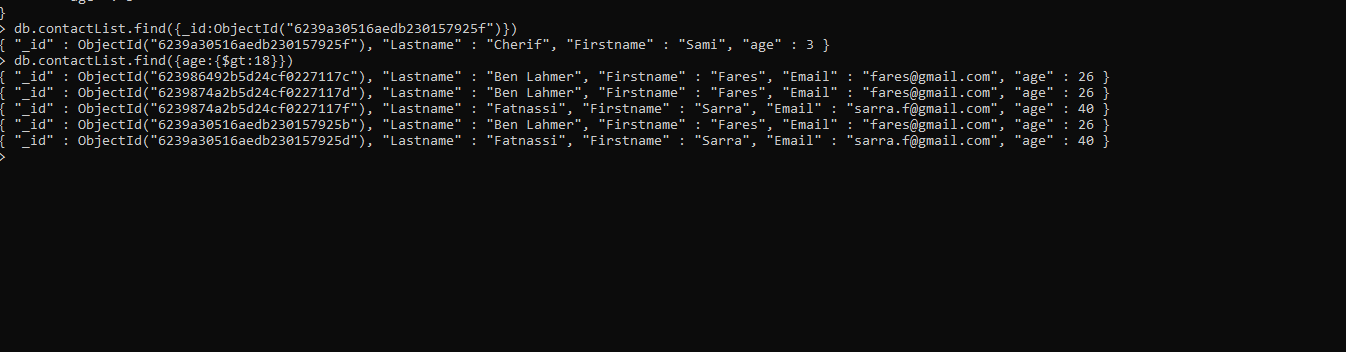 }
> db.contactList.find({_id:ObjectId("6239a30516aedb230157925f")})
{ "_id" : ObjectId("6239a30516aedb230157925f"), "Lastname" : "Cherif", "Firstname" : "Sami", "age" : 3 }
> db.contactList.find({age:{$gt:18}})
{ "_id" : ObjectId("623986492b5d24cf0227117c"), "Lastname" : "Ben Lahmer", "Firstname" : "Fares", "Email" : "fares@gmail.com", "age" : 26 }
{ "_id" : ObjectId("6239874a2b5d24cf0227117d"), "Lastname" : "Ben Lahmer", "Firstname" : "Fares", "Email" : "fares@gmail.com", "age" : 26 }
{ "_id" : ObjectId("6239874a2b5d24cf0227117f"), "Lastname" : "Fatnassi", "Firstname" : "Sarra", "Email" : "sarra.f@gmail.com", "age" : 40 }
{ "_id" : ObjectId("6239a30516aedb230157925b"), "Lastname" : "Ben Lahmer", "Firstname" : "Fares", "Email" : "fares@gmail.com", "age" : 26 }
{ "_id" : ObjectId("6239a30516aedb230157925d"), "Lastname" : "Fatnassi", "Firstname" : "Sarra", "Email" : "sarra.f@gmail.com", "age" : 40 }
>